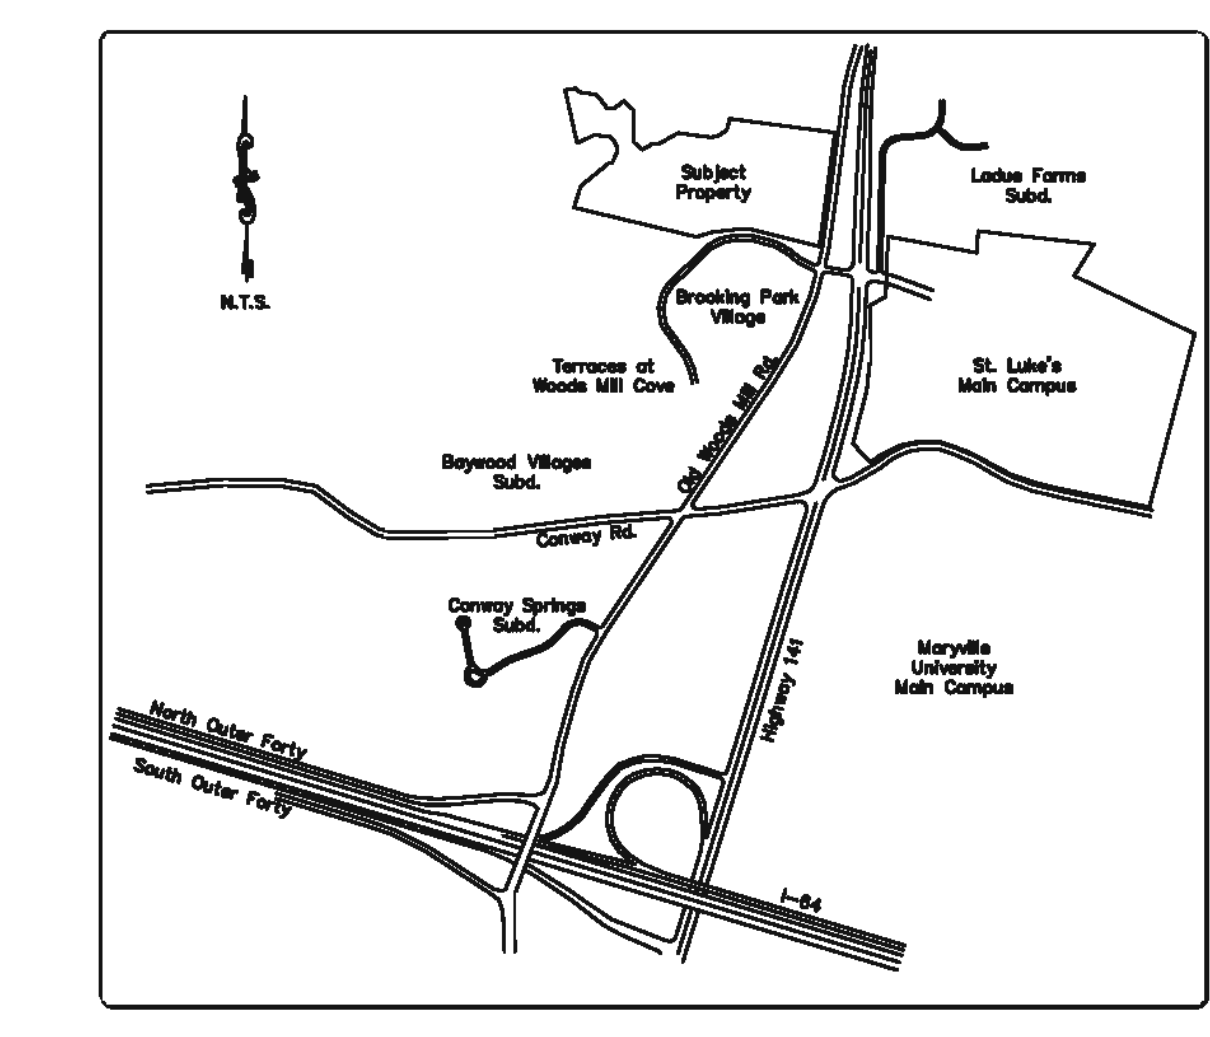 Subject
Property
Ladue Farms
Subd.
N.T.S.
Brooking Park
Village
Terraces at
Woods Mill Cove
St. Luke's
Main Campus
Old Woods Mill Rd.
Baywood Villages
Subd.
Conway Rd.
Conway Springs
Subd.
Maryville
University
Main Campus
Highway 141
North Outer Forty
South Outer Forty
I-64